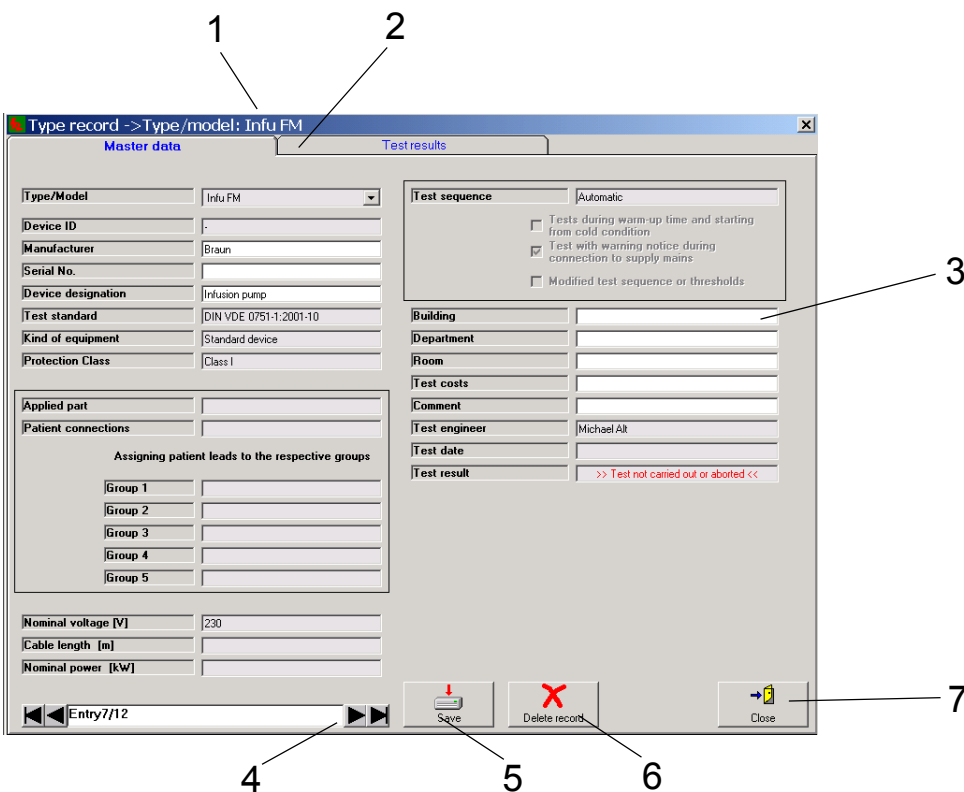 1
2
Type record ->Type/model: Infu FM
Master data
Test results
Type/Model
Infu FM
Device ID
-
Manufacturer
Braun
Serial No.
Device designation
Infusion pump
Test standard
DIN VDE 0751-1:2001-10
Kind of equipment
Standard device
Protection Class
Class I
Applied part
Patient connections
Assigning patient leads to the respective groups
Group 1
Group 2
Group 3
Group 4
Group 5
Nominal voltage [V]
230
Cable length [m]
Nominal power [kW]
Entry7/12
Test sequence
Automatic
Tests during warm-up time and starting
from cold condition
Test with warning notice during
connection to supply mains
Modified test sequence or thresholds
3
Building
Department
Room
Test costs
Comment
Test engineer
Michael Alt
Test date
Test result
>> Test not carried out or aborted <<
Save
Delete record
Close
7
4
5
6